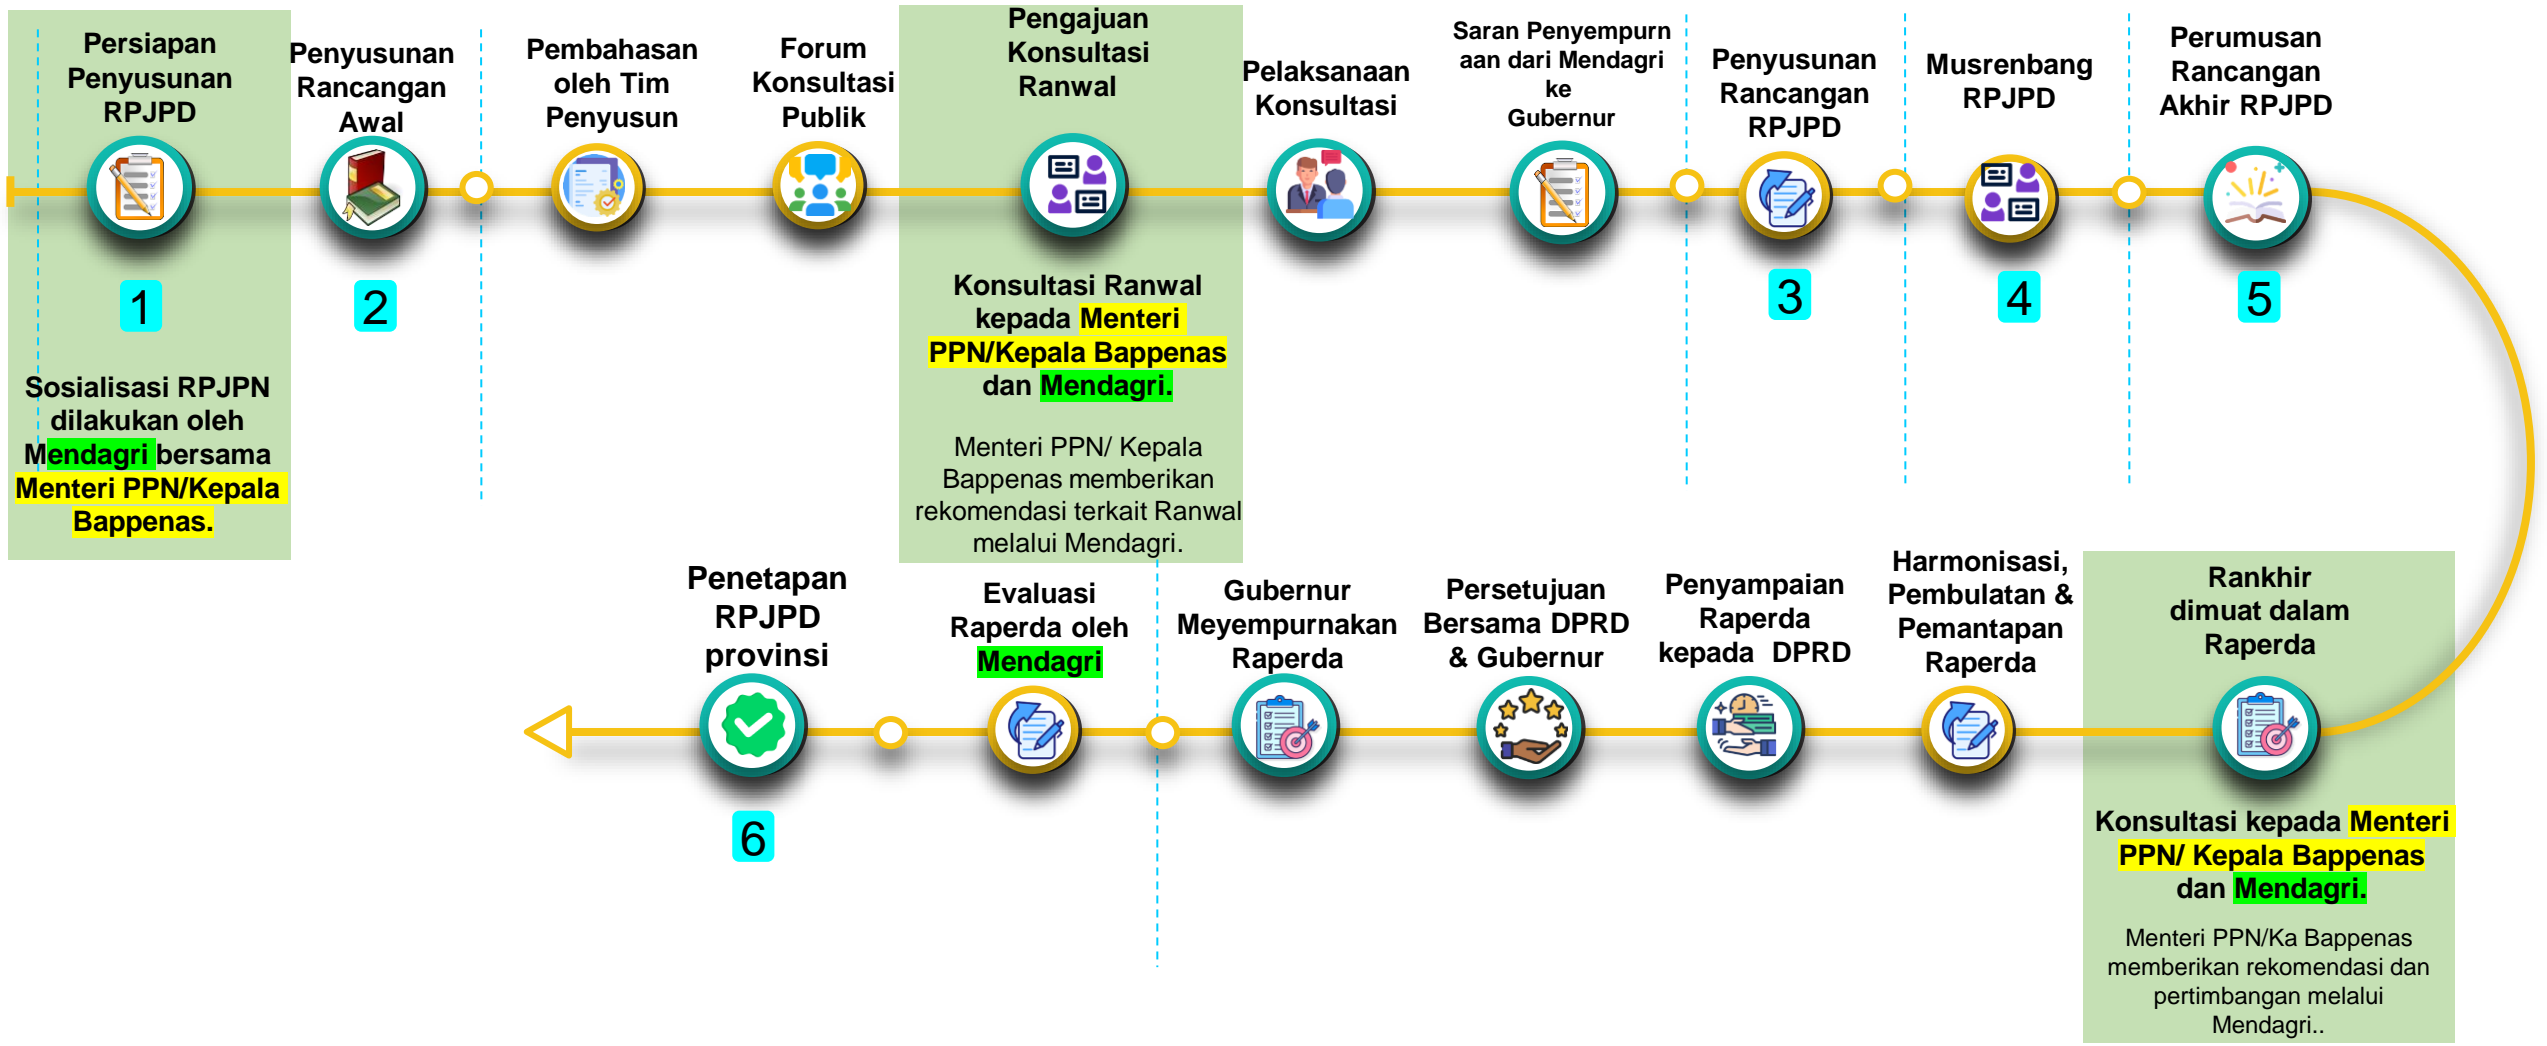 Persiapan
Penyusunan
RPJPD
1
Sosialisasi RPJPN
dilakukan oleh
Mendagri bersama
Menteri PPN/Kepala
Bappenas.
Penyusunan
Rancangan
Awal
2
Pembahasan
oleh Tim
Penyusun
Forum
Konsultasi
Publik
Pengajuan
Konsultasi
Ranwal
Konsultasi Ranwal
kepada Menteri
PPN/Kepala Bappenas
dan Mendagri.
Menteri PPN/ Kepala
Bappenas memberikan
rekomendasi terkait Ranwal
melalui Mendagri.
Pelaksanaan
Konsultasi
Saran Penyempurn
aan dari Mendagri
ke
Gubernur
Penyusunan
Rancangan
RPJPD
3
Musrenbang
RPJPD
4
Perumusan
Rancangan
Akhir RPJPD
5
Rankhir
dimuat dalam
Raperda
Konsultasi kepada Menteri
PPN/ Kepala Bappenas
dan Mendagri.
Menteri PPN/Ka Bappenas
memberikan rekomendasi dan
pertimbangan melalui
Mendagri..
Harmonisasi,
Pembulatan &
Pemantapan
Raperda
Penyampaian
Raperda
kepada DPRD
Persetujuan
Bersama DPRD
& Gubernur
Gubernur
Meyempurnakan
Raperda
Evaluasi
Raperda oleh
Mendagri
Penetapan
RPJPD
provinsi
6